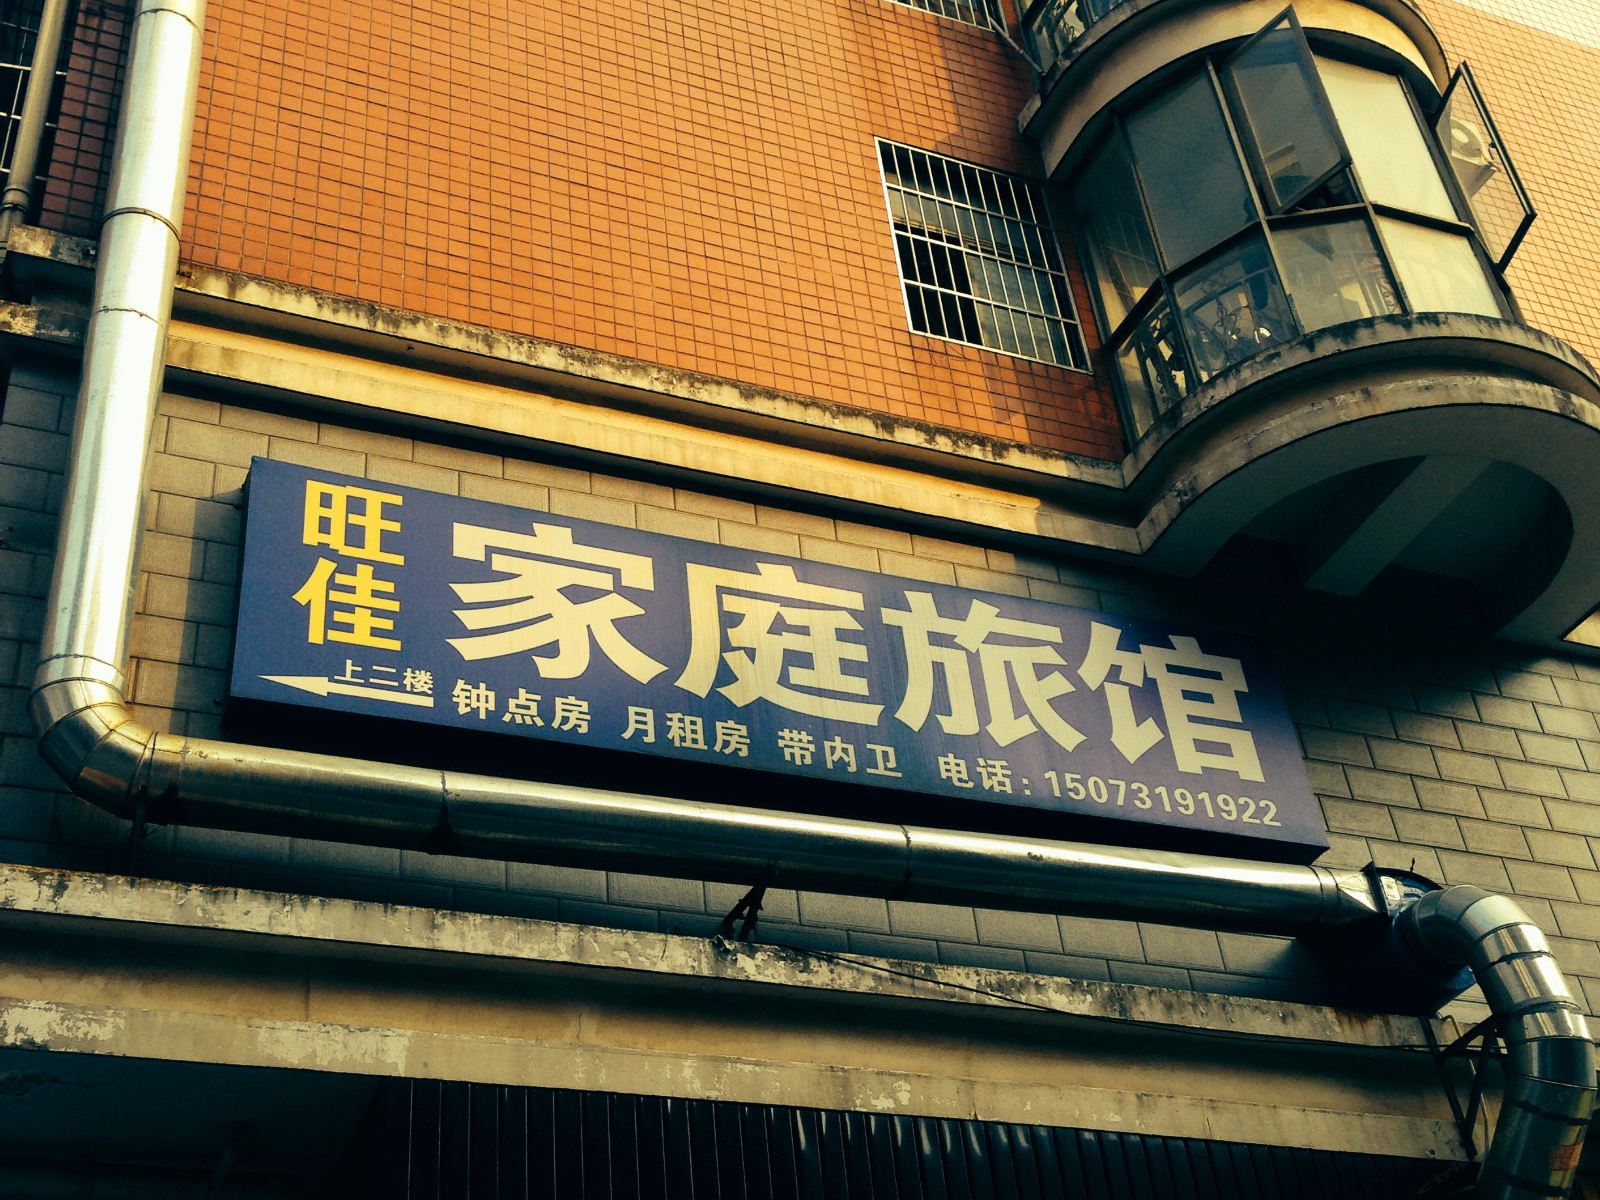 旺佳
家庭旅馆
上二楼
钟点房 月租房 带内卫 电话:15073191922